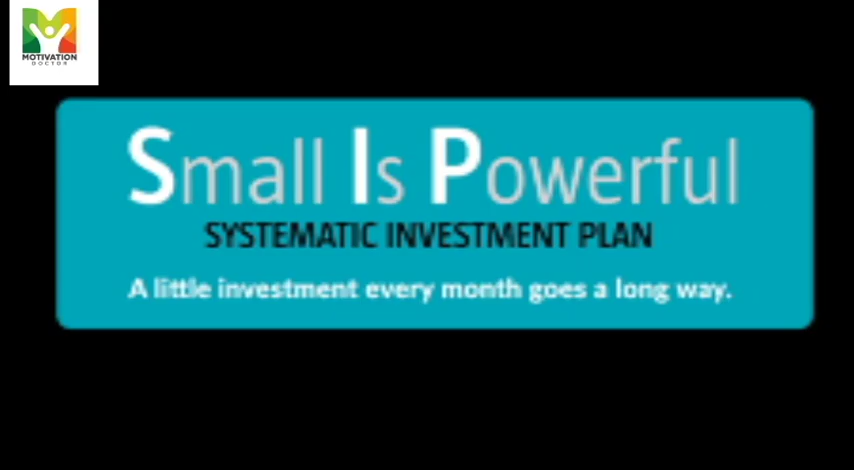 MOTIVATION
DOCTOR
Small Is Powerful
SYSTEMATIC INVESTMENT PLAN
A little investment every month goes a long way.